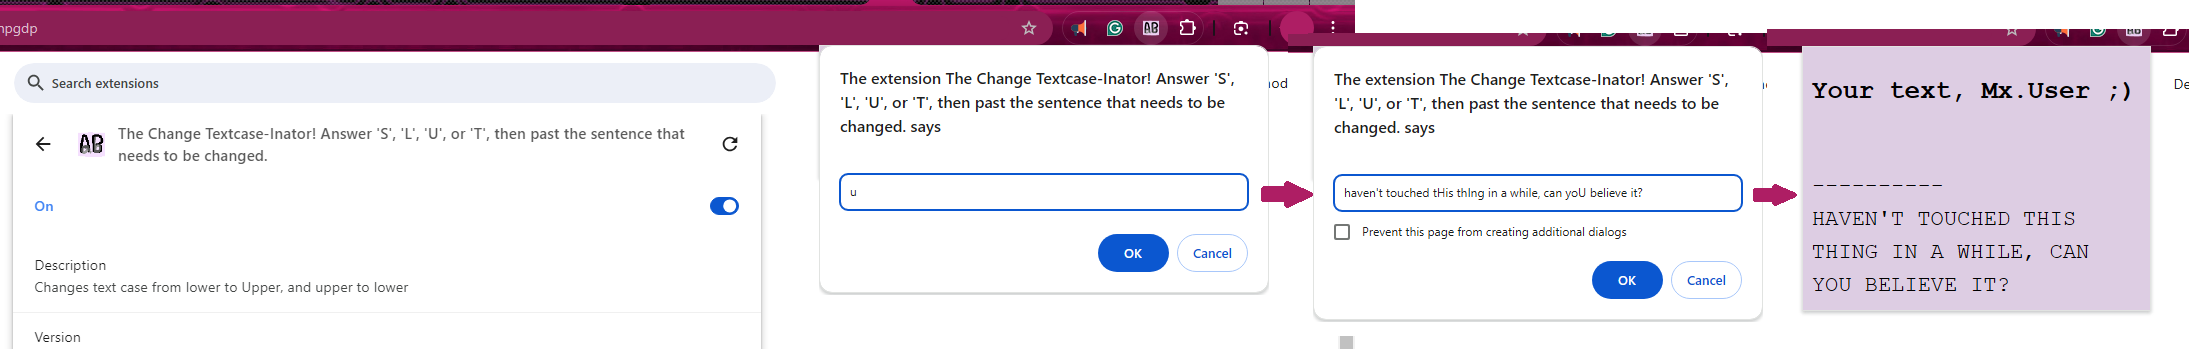 npgdp
Search extensions
The Change Textcase-Inator! Answer 'S', 'L', 'U', or 'T', then past the sentence that
needs to be changed.
On
Description
Changes text case from lower to Upper, and upper to lower
Version
AB
The extension The Change Textcase-Inator! Answer 'S',
'L', 'U', or 'T', then past the sentence that needs to be
changed. says
u
OK
Cancel
The extension The Change Textcase-Inator! Answer 'S',
'L', 'U', or 'T', then past the sentence that needs to be
changed. says
haven't touched tHis thIng in a while, can yoU believe it?
Prevent this page from creating additional dialogs
OK
Cancel
Your text, Mx.User ;)
----------
HAVEN'T TOUCHED THIS
THING IN A WHILE, CAN
YOU BELIEVE IT?
De